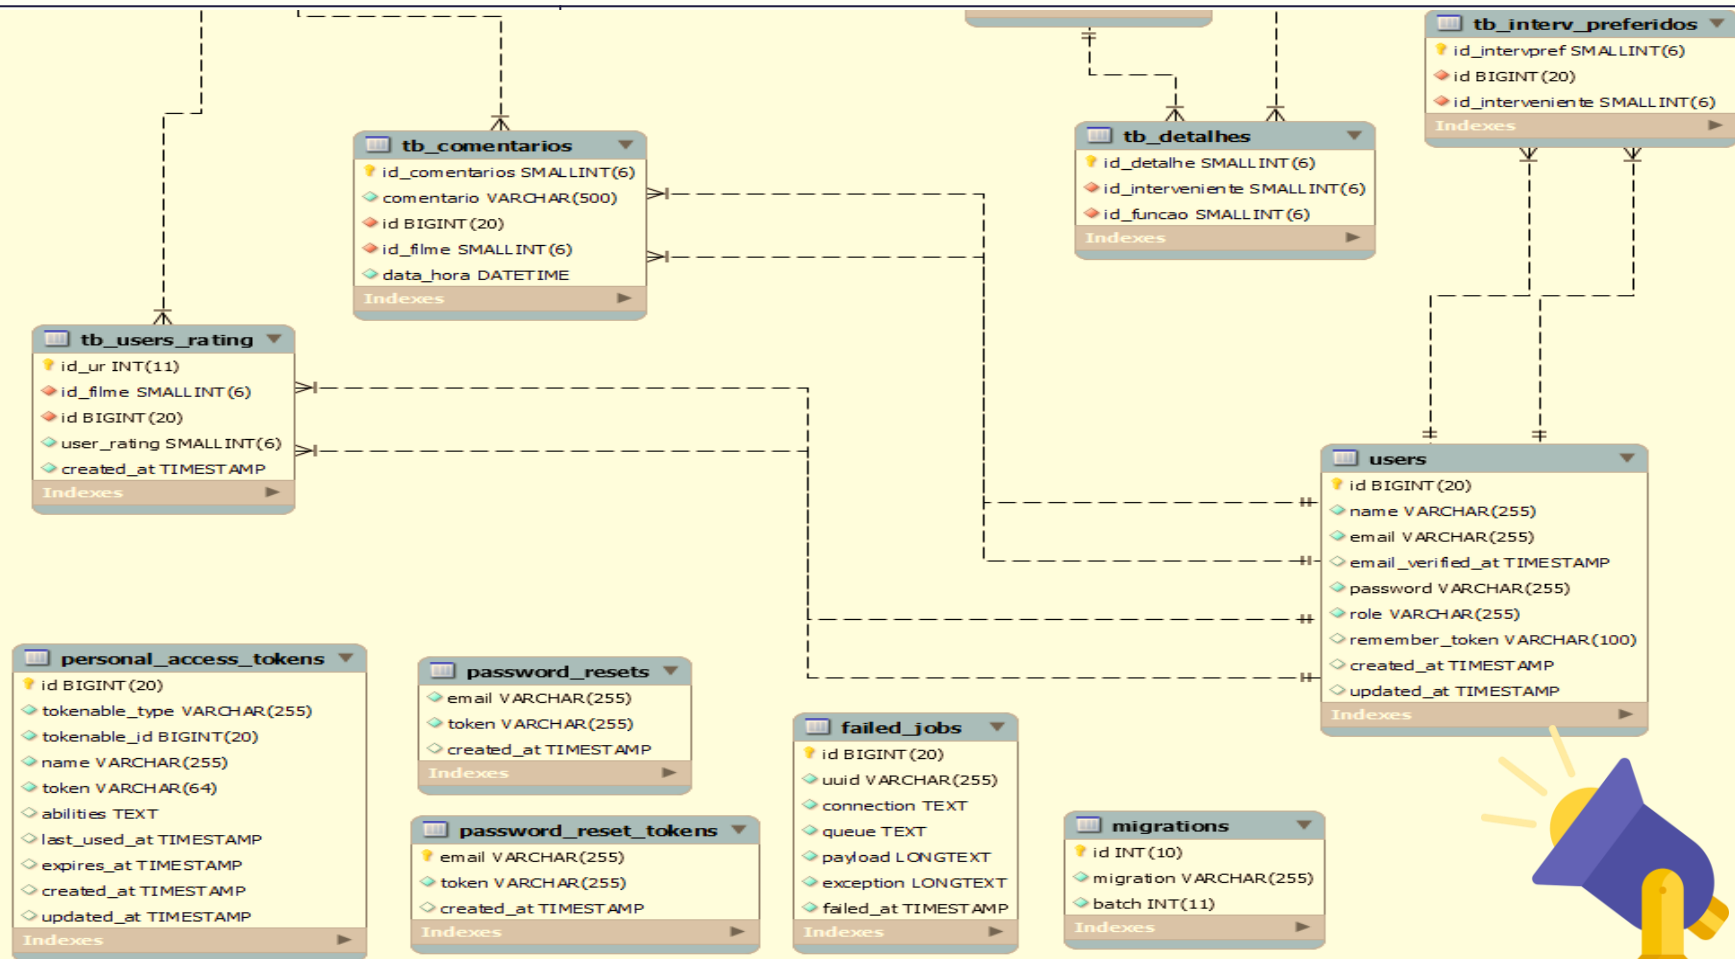 tb_interv_preferidos
id_intervpref SMALLINT(6)
id BIGINT(20)
id_interveniente SMALLINT(6)
Indexes
tb_comentarios
id_comentarios SMALLINT(6)
comentario VARCHAR(500)
id BIGINT(20)
id_filme SMALLINT(6)
data_hora DATETIME
Indexes
tb_detalhes
id_detalhe SMALLINT(6)
id_interveniente SMALLINT(6)
id_funcao SMALLINT(6)
Indexes
tb_users_rating
id_ur INT(11)
id_filme SMALLINT(6)
id BIGINT(20)
user_rating SMALLINT(6)
created_at TIMESTAMP
Indexes
users
id BIGINT(20)
name VARCHAR(255)
email VARCHAR(255)
email_verified_at TIMESTAMP
password VARCHAR(255)
role VARCHAR(255)
remember_token VARCHAR(100)
created_at TIMESTAMP
updated_at TIMESTAMP
Indexes
personal_access_tokens
id BIGINT(20)
tokenable_type VARCHAR(255)
tokenable_id BIGINT(20)
name VARCHAR(255)
token VARCHAR(64)
abilities TEXT
last_used_at TIMESTAMP
expires_at TIMESTAMP
created_at TIMESTAMP
updated_at TIMESTAMP
Indexes
password_resets
email VARCHAR(255)
token VARCHAR(255)
created_at TIMESTAMP
Indexes
password_reset_tokens
email VARCHAR(255)
token VARCHAR(255)
created_at TIMESTAMP
Indexes
failed_jobs
id BIGINT(20)
uuid VARCHAR(255)
connection TEXT
queue TEXT
payload LONGTEXT
exception LONGTEXT
failed_at TIMESTAMP
Indexes
migrations
id INT(10)
migration VARCHAR(255)
batch INT(11)
Indexes